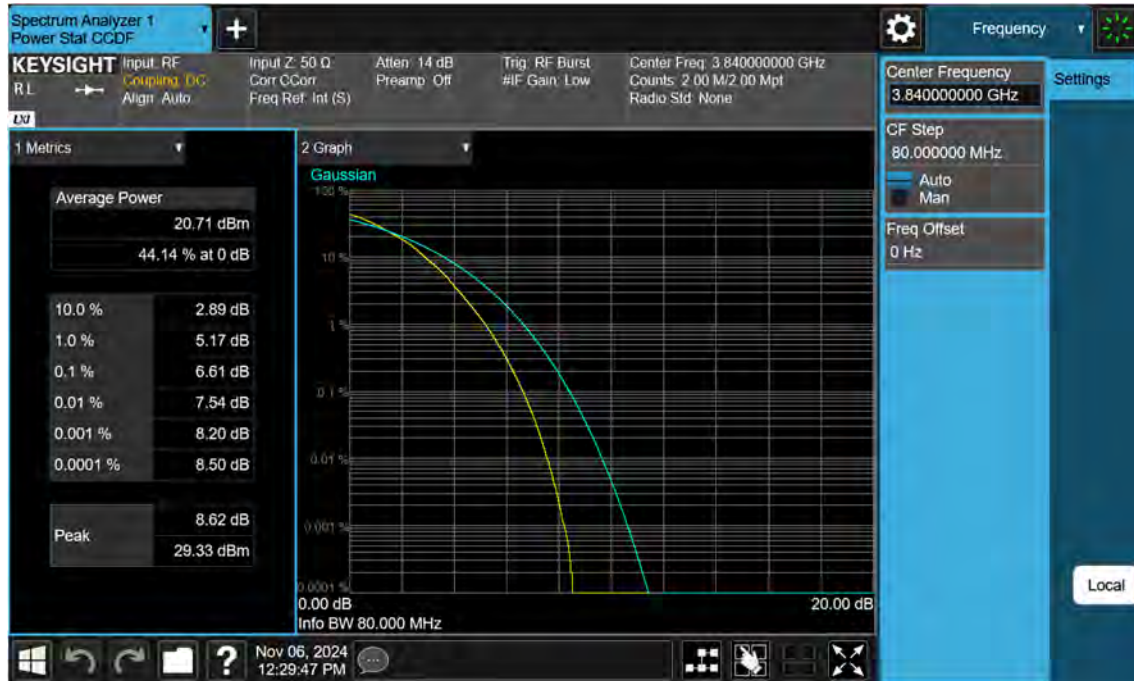 Spectrum Analyzer 1
Power Stat CCDF
+
Frequency
KEYSIGHT
RL
LXI
Input: RF
Coupling: DC
Align: Auto
Input Z: 50 Ω
Corr CCorr
Freq Ref: Int (S)
Atten: 14 dB
Preamp: Off
Trig: RF Burst
#IF Gain: Low
Center Freq: 3.840000000 GHz
Counts: 2.00 M/2.00 Mpt
Radio Std: None
Center Frequency
3.840000000 GHz
Settings
CF Step
80.000000 MHz
Auto
Man
Freq Offset
0 Hz
1 Metrics
Average Power
20.71 dBm
44.14 % at 0 dB
10.0 % 2.89 dB
1.0 % 5.17 dB
0.1 % 6.61 dB
0.01 % 7.54 dB
0.001 % 8.20 dB
0.0001 % 8.50 dB
Peak
8.62 dB
29.33 dBm
2 Graph
Gaussian
100 %
10 %
1 %
0.1 %
0.01 %
0.001 %
0.0001 %
0.00 dB
20.00 dB
Info BW 80.000 MHz
Local
?
Nov 06, 2024
12:29:47 PM